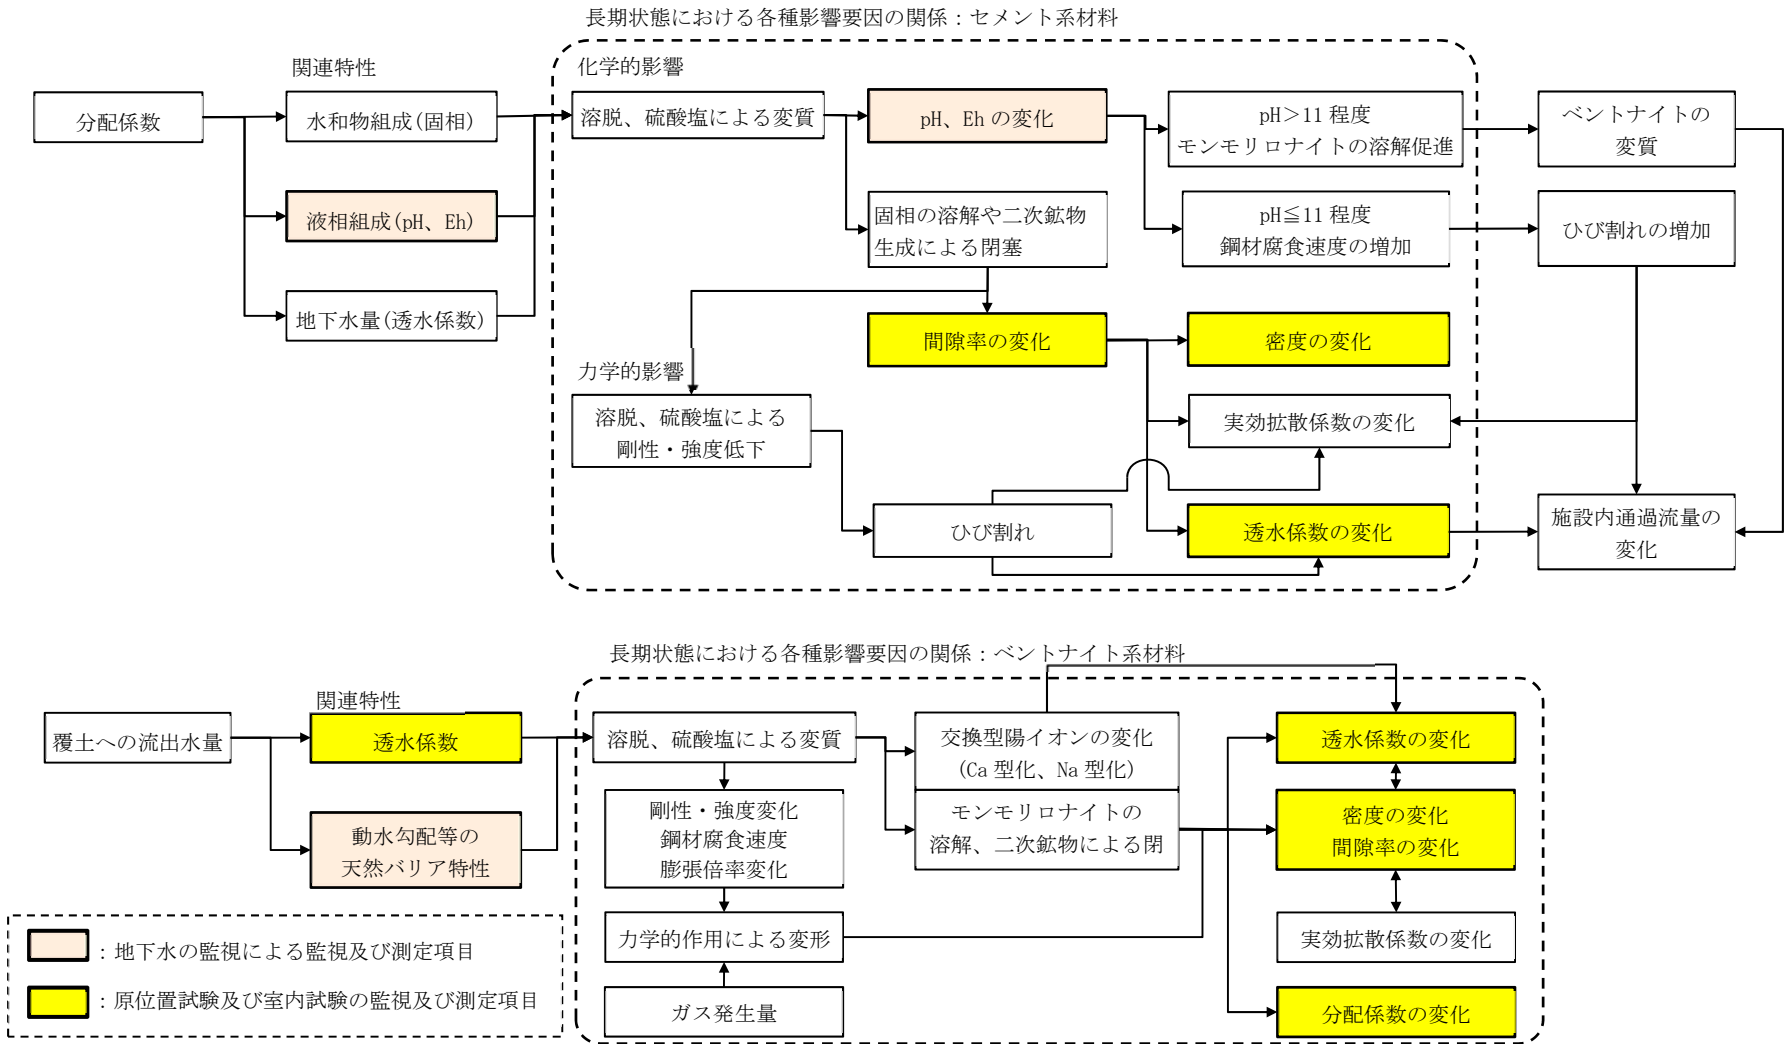 長期状態における各種影響要因の関係：セメント系材料
関連特性
化学的影響
分配係数
水和物組成(固相)
液相組成(pH、Eh)
地下水量(透水係数)
溶脱、硫酸塩による変質
pH、Eh の変化
pH＞11 程度
モンモリロナイトの溶解促進
ベントナイトの
変質
固相の溶解や二次鉱物
生成による閉塞
pH≦11 程度
鋼材腐食速度の増加
ひび割れの増加
間隙率の変化
密度の変化
力学的影響
溶脱、硫酸塩による
剛性・強度低下
実効拡散係数の変化
ひび割れ
透水係数の変化
施設内通過流量の
変化
長期状態における各種影響要因の関係：ベントナイト系材料
関連特性
覆土への流出水量
透水係数
動水勾配等の
天然バリア特性
溶脱、硫酸塩による変質
交換型陽イオンの変化
(Ca 型化、Na 型化)
透水係数の変化
剛性・強度変化
鋼材腐食速度
膨張倍率変化
モンモリロナイトの
溶解、二次鉱物による閉
密度の変化
間隙率の変化
力学的作用による変形
実効拡散係数の変化
ガス発生量
分配係数の変化
：地下水の監視による監視及び測定項目
：原位置試験及び室内試験の監視及び測定項目